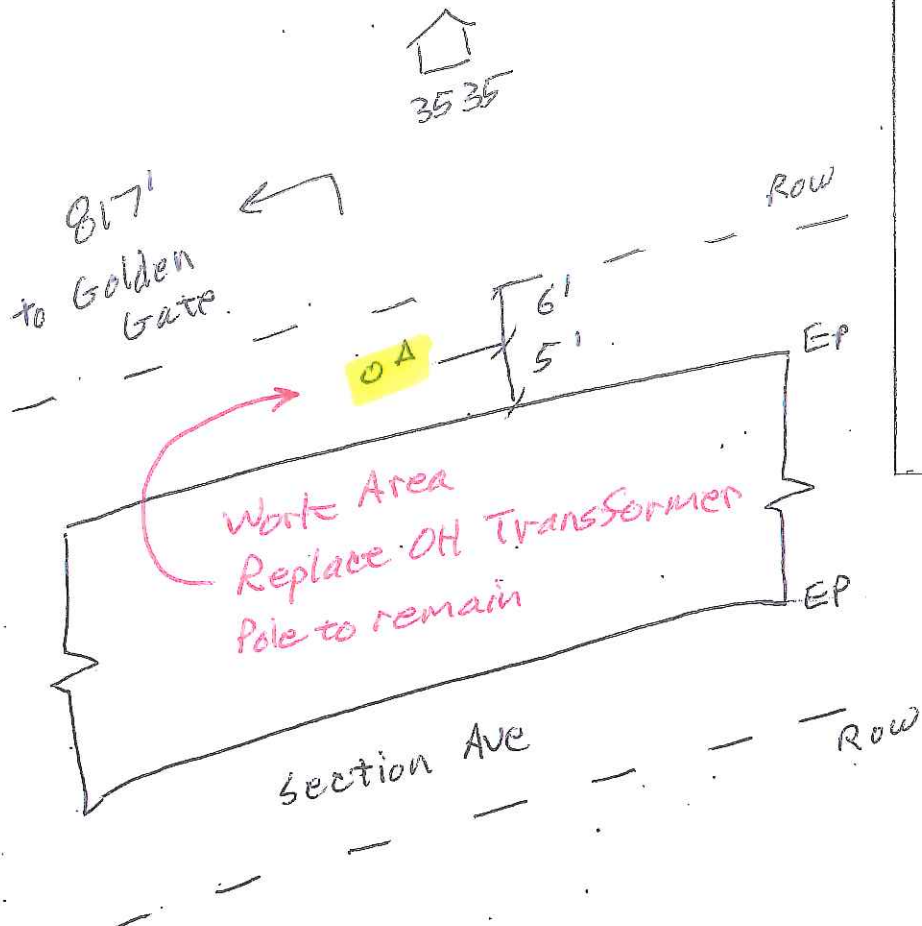 3535
817'
to Golden
Gate
Row
6'
5'
EP
Work Area
Replace OH Transformer
Pole to remain
EP
Section Ave
Row